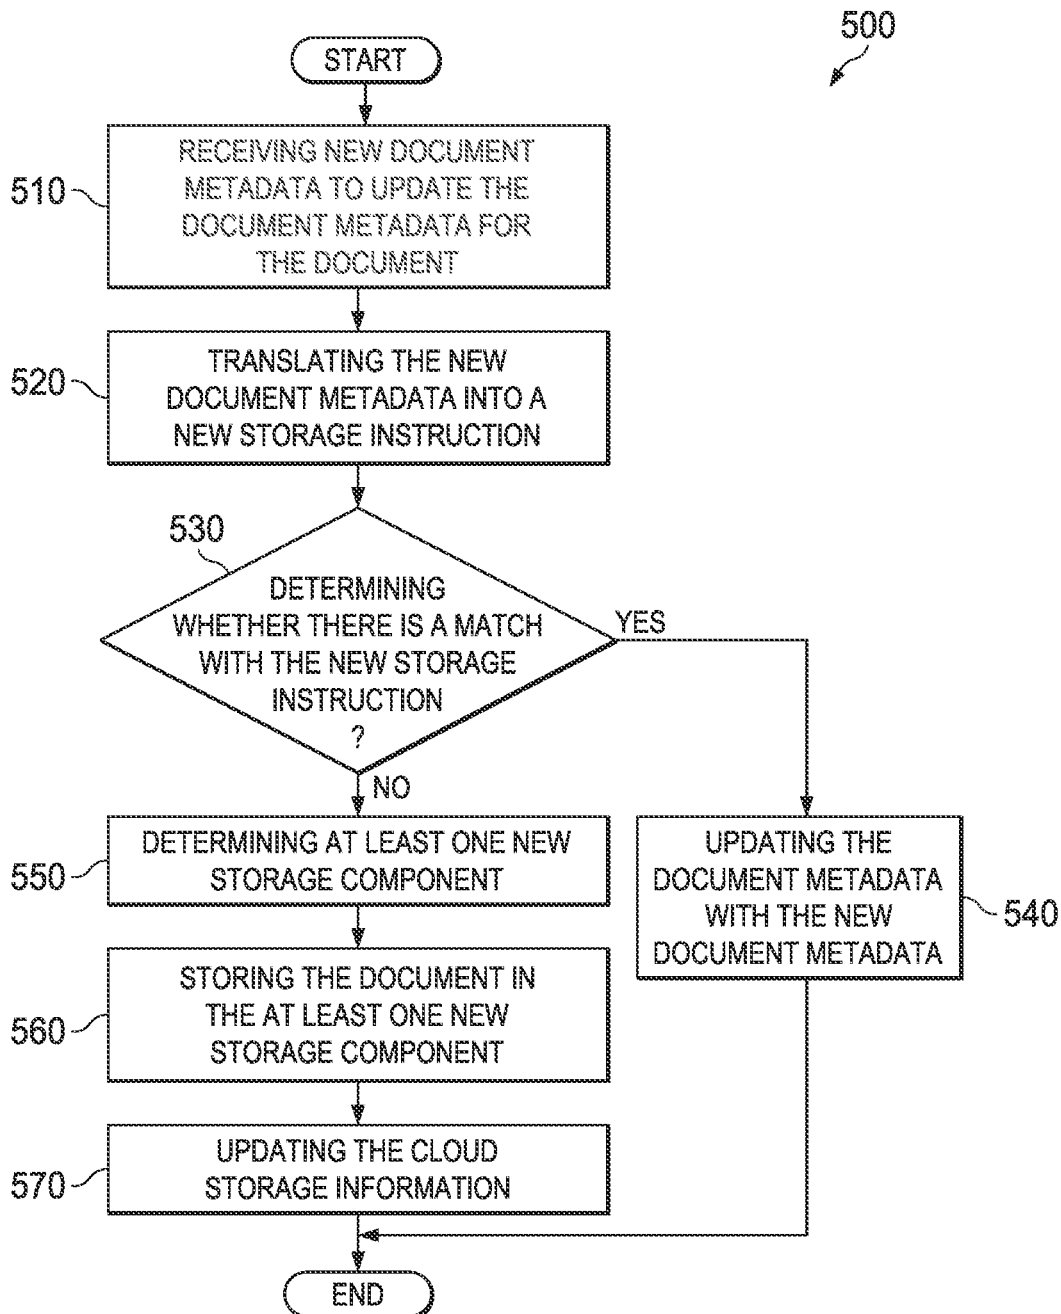 500
START
510
RECEIVING NEW DOCUMENT
METADATA TO UPDATE THE
DOCUMENT METADATA FOR
THE DOCUMENT
520
TRANSLATING THE NEW
DOCUMENT METADATA INTO A
NEW STORAGE INSTRUCTION
530
DETERMINING
WHETHER THERE IS A MATCH
WITH THE NEW STORAGE
INSTRUCTION
?
YES
NO
550
DETERMINING AT LEAST ONE NEW
STORAGE COMPONENT
UPDATING THE
DOCUMENT METADATA
WITH THE NEW
DOCUMENT METADATA
540
560
STORING THE DOCUMENT IN
THE AT LEAST ONE NEW
STORAGE COMPONENT
570
UPDATING THE CLOUD
STORAGE INFORMATION
END